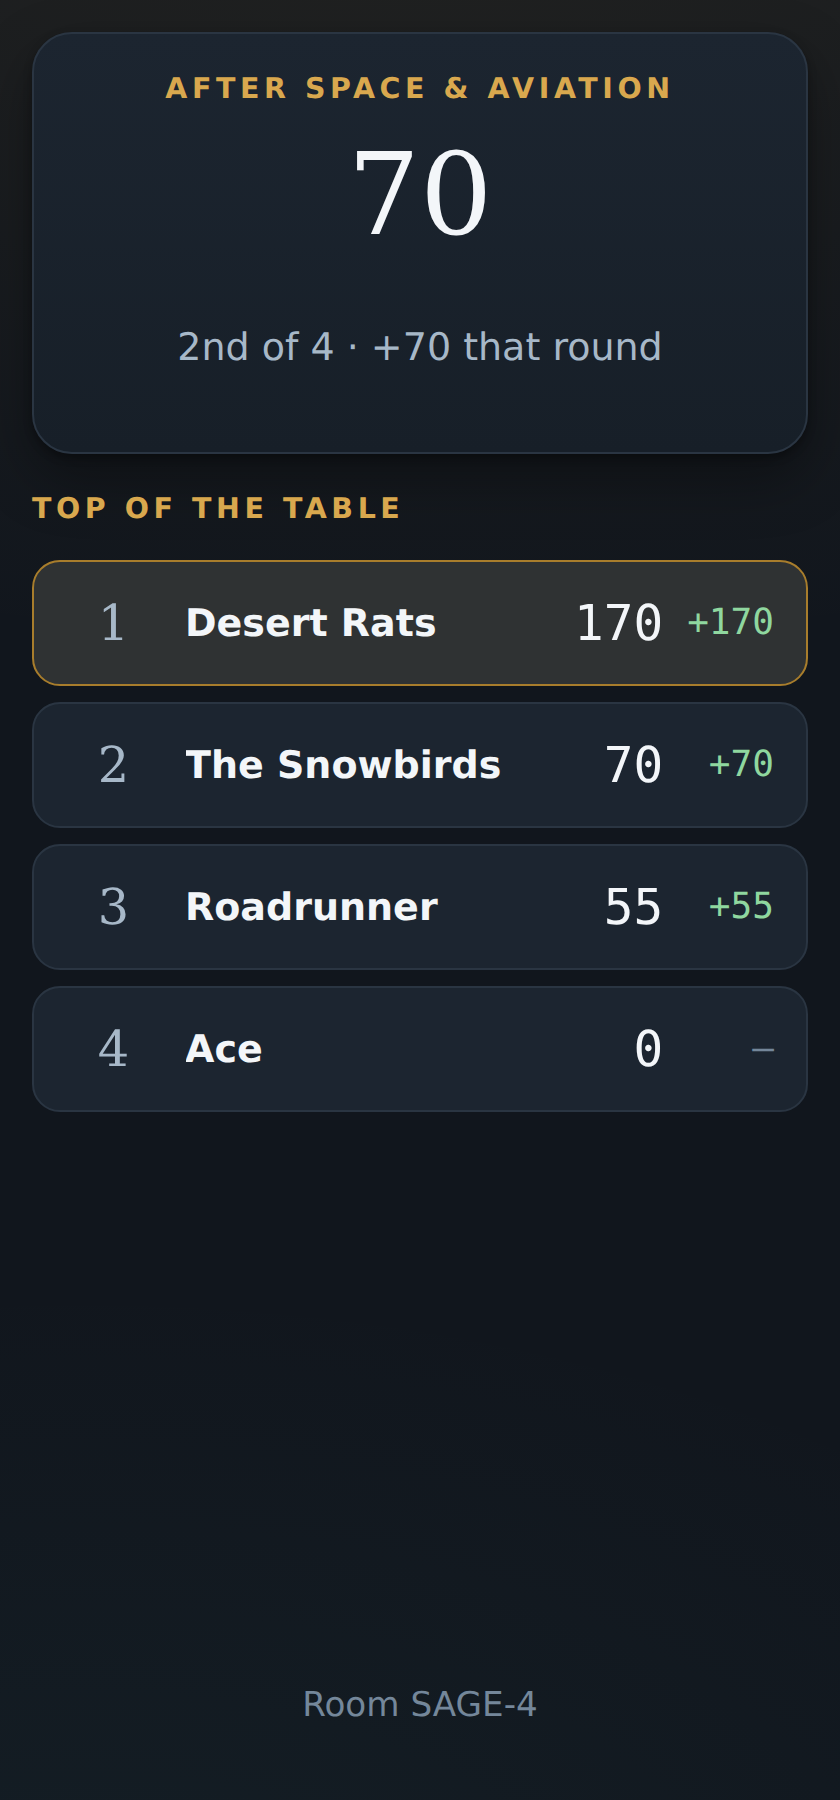 AFTER SPACE & AVIATION
70
2nd of 4 · +70 that round
TOP OF THE TABLE
1 Desert Rats 170 +170
2 The Snowbirds 70 +70
3 Roadrunner 55 +55
4 Ace 0 –
Room SAGE-4